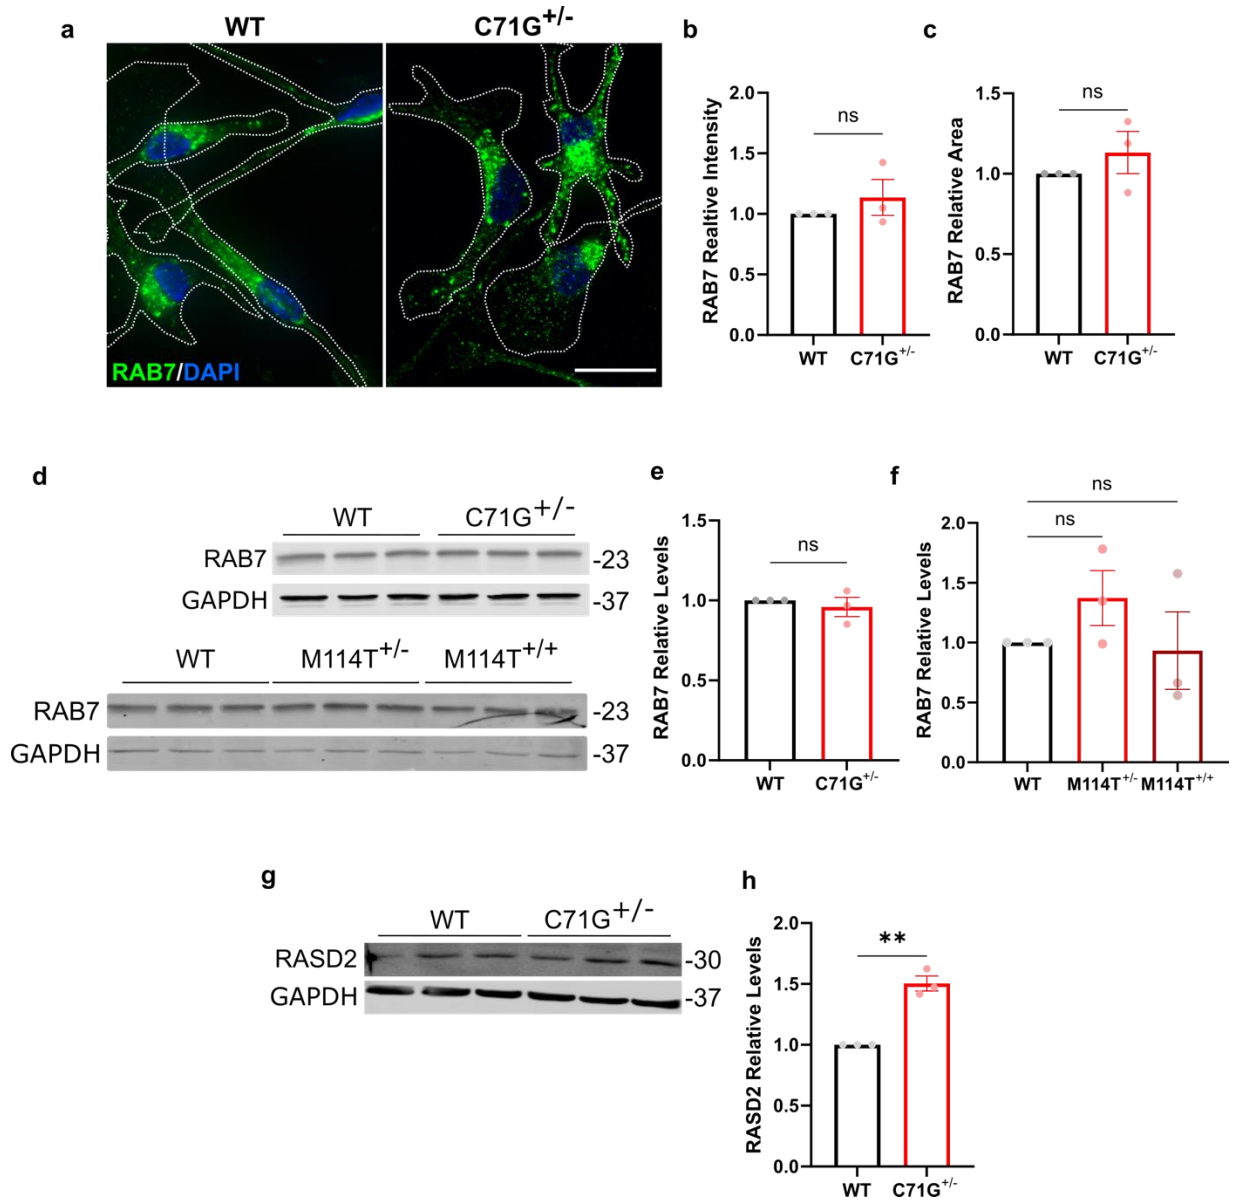 a
WT
C71G+/-
RAB7/DAPI
b
RAB7 Realtive Intensity
2.0
1.5
1.0
0.5
0.0
ns
WT
C71G+/-
c
RAB7 Relative Area
1.5
1.0
0.5
0.0
ns
WT
C71G+/-
d
WT
C71G+/-
RAB7
-23
GAPDH
-37
WT
M114T+/-
M114T+/+
RAB7
-23
GAPDH
-37
e
RAB7 Relative Levels
1.5
1.0
0.5
0.0
ns
WT
C71G+/-
f
RAB7 Relative Levels
2.0
1.5
1.0
0.5
0.0
ns
ns
WT
M114T+/-
M114T+/+
g
WT
C71G+/-
RASD2
-30
GAPDH
-37
h
RASD2 Relative Levels
2.0
1.5
1.0
0.5
0.0
**
WT
C71G+/-